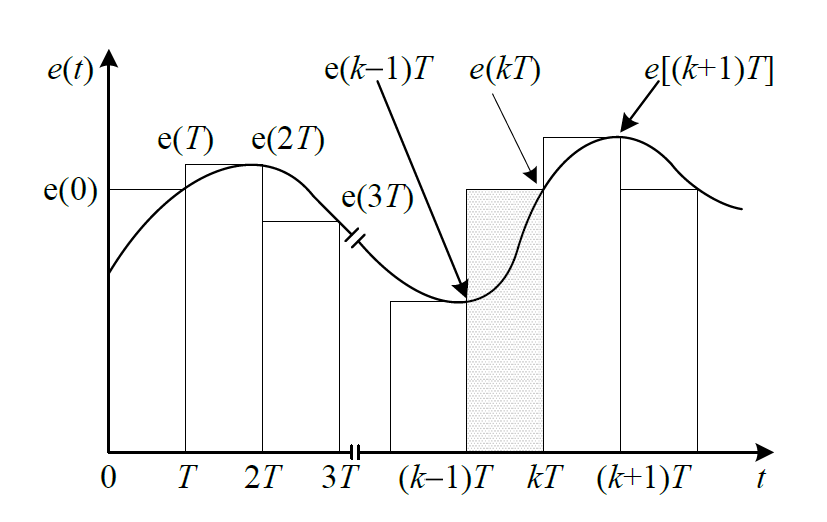 e(t) e(k−1)T e(kT) e[(k+1)T]
e(T) e(2T)
e(0) e(3T)
0 T 2T 3T (k−1)T kT (k+1)T t